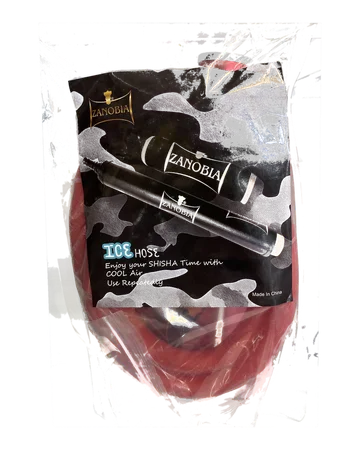 ZANOBIA
ZANOBIA
ZANOBIA
ICE HOSE
Enjoy your SHISHA Time with
COOL Air
Use Repeatedly
Made In China